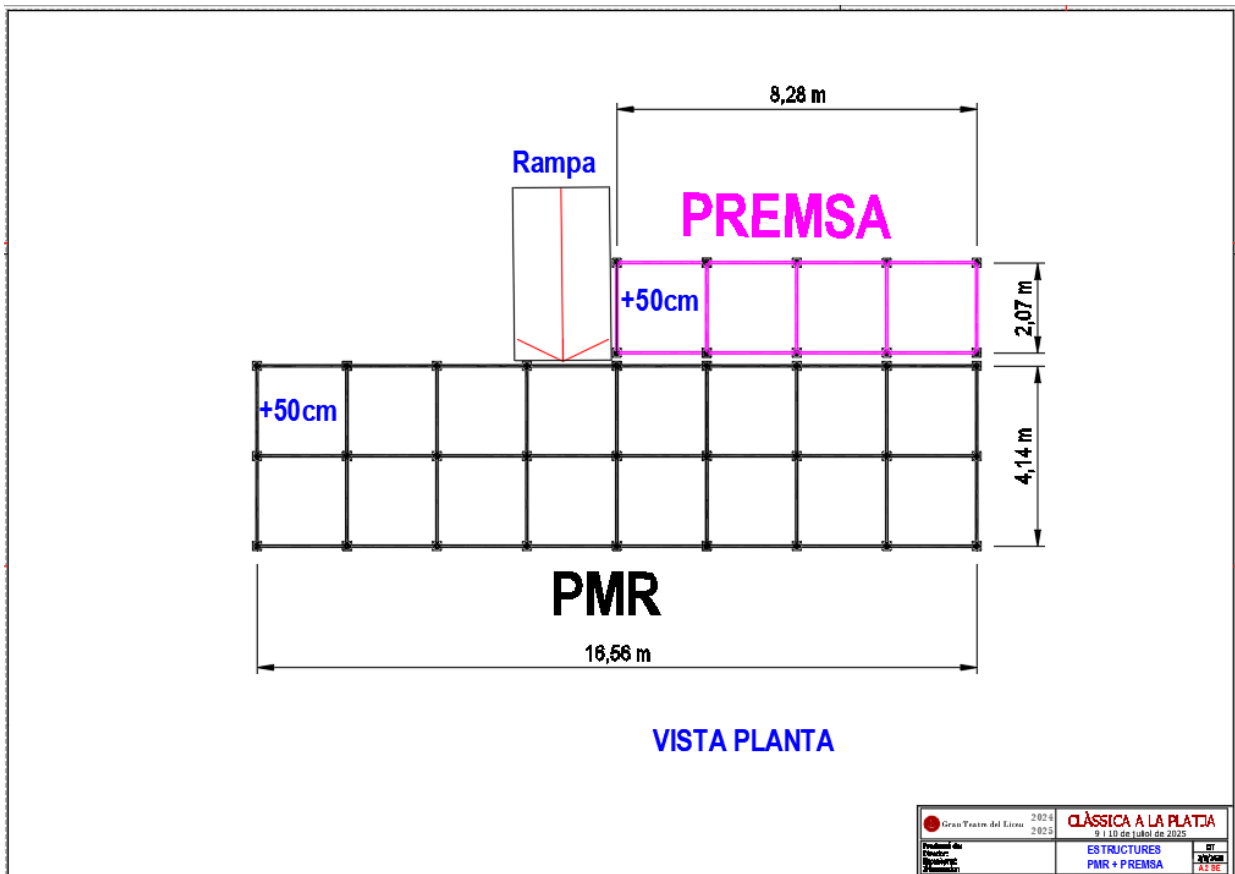 8,28 m
Rampa
PREMSA
+50cm
2,07 m
+50cm
4,14 m
PMR
16,56 m
VISTA PLANTA
Gran Teatre del Liceu
2024
2025
CLÀSSICA A LA PLATJA
9 i 10 de juliol de 2025
ESTRUCTURES
PMR + PREMSA
DT